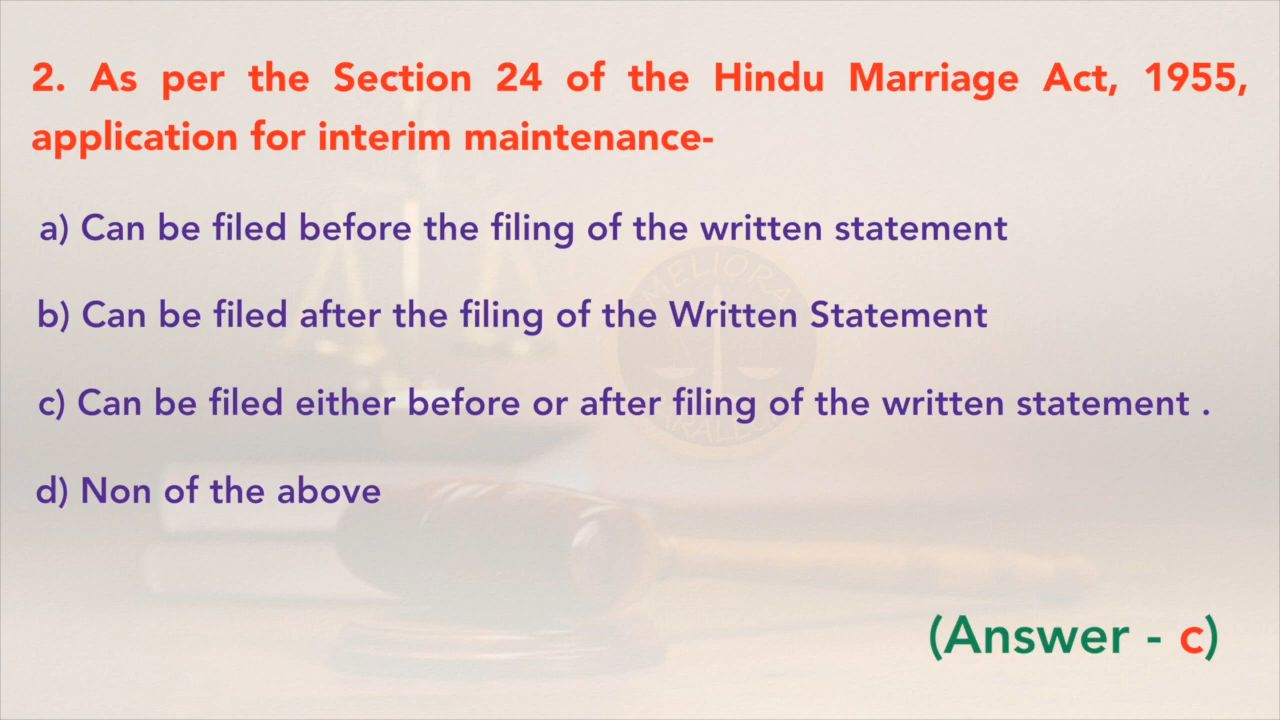 2. As per the Section 24 of the Hindu Marriage Act, 1955,
application for interim maintenance-
a) Can be filed before the filing of the written statement
b) Can be filed after the filing of the Written Statement
c) Can be filed either before or after filing of the written statement .
d) Non of the above
MELIORA
(Answer - c)